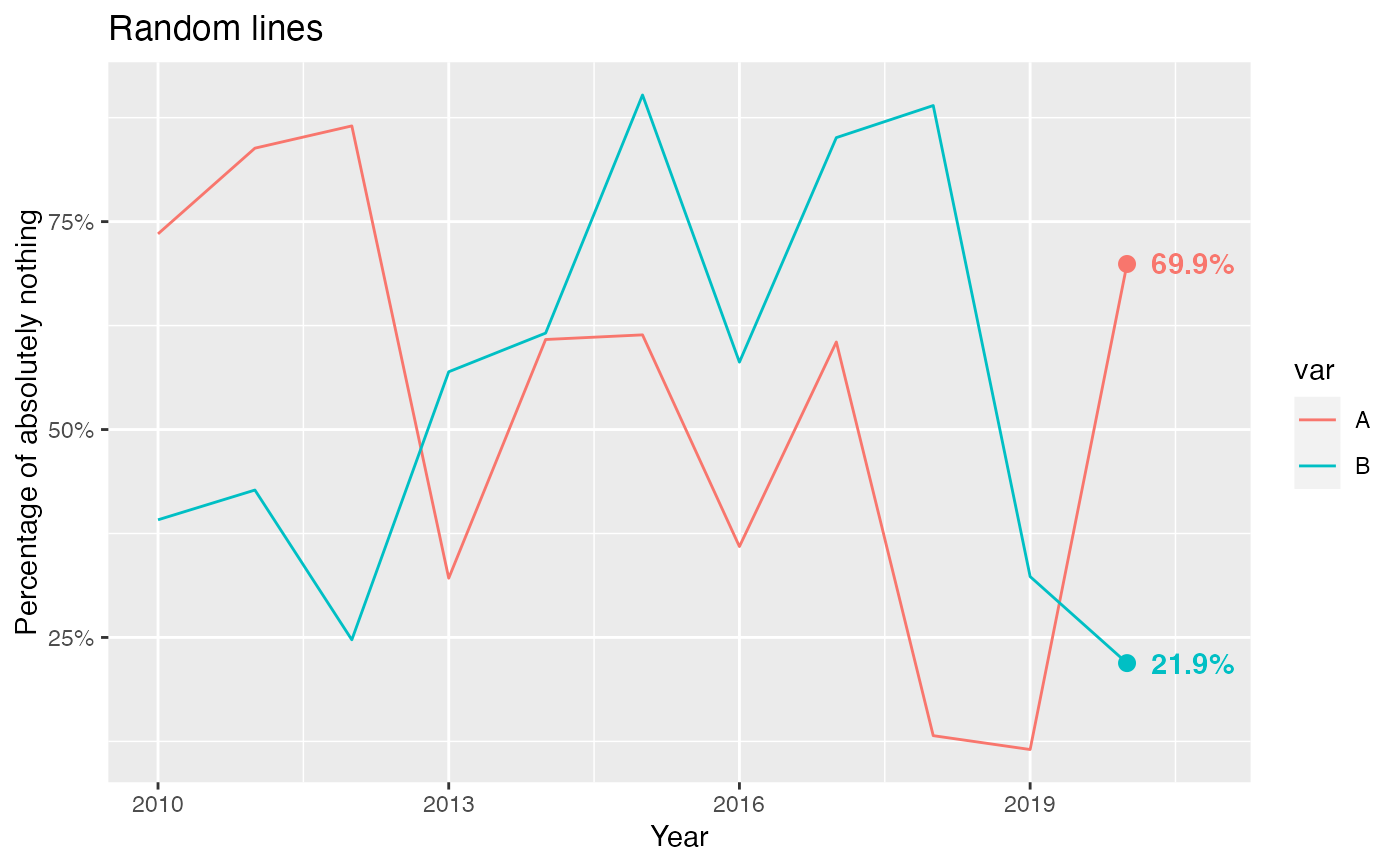 Random lines
Percentage of absolutely nothing
75%
50%
25%
69.9%
21.9%
2010
2013
2016
2019
Year
var
A
B